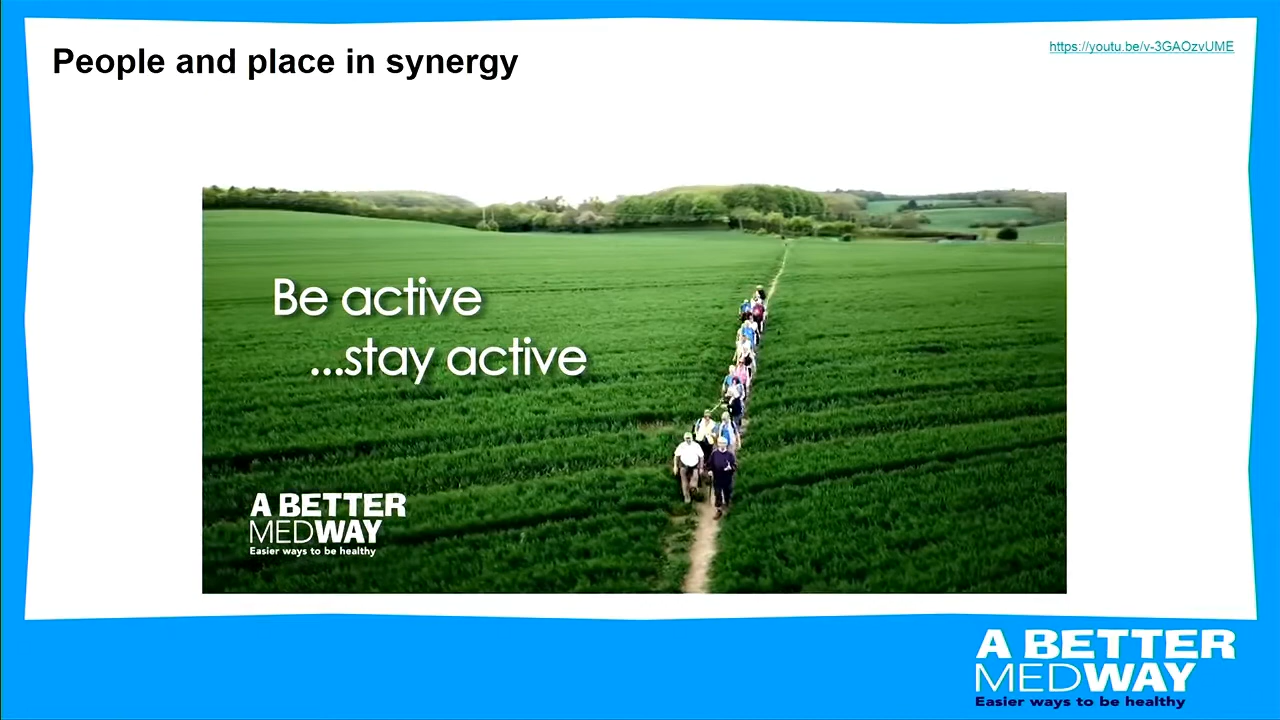 People and place in synergy
https://youtu.be/v-3GAOzvUME
Be active
...stay active
A BETTER
MEDWAY
Easier ways to be healthy
A BETTER
MEDWAY
Easier ways to be healthy